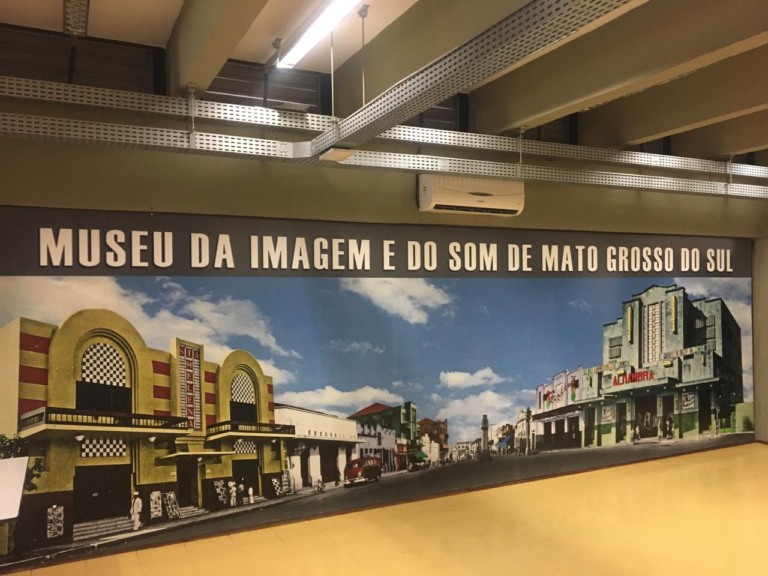 MUSEU DA IMAGEM E DO SOM DE MATO GROSSO DO SUL
ALHAMBRA